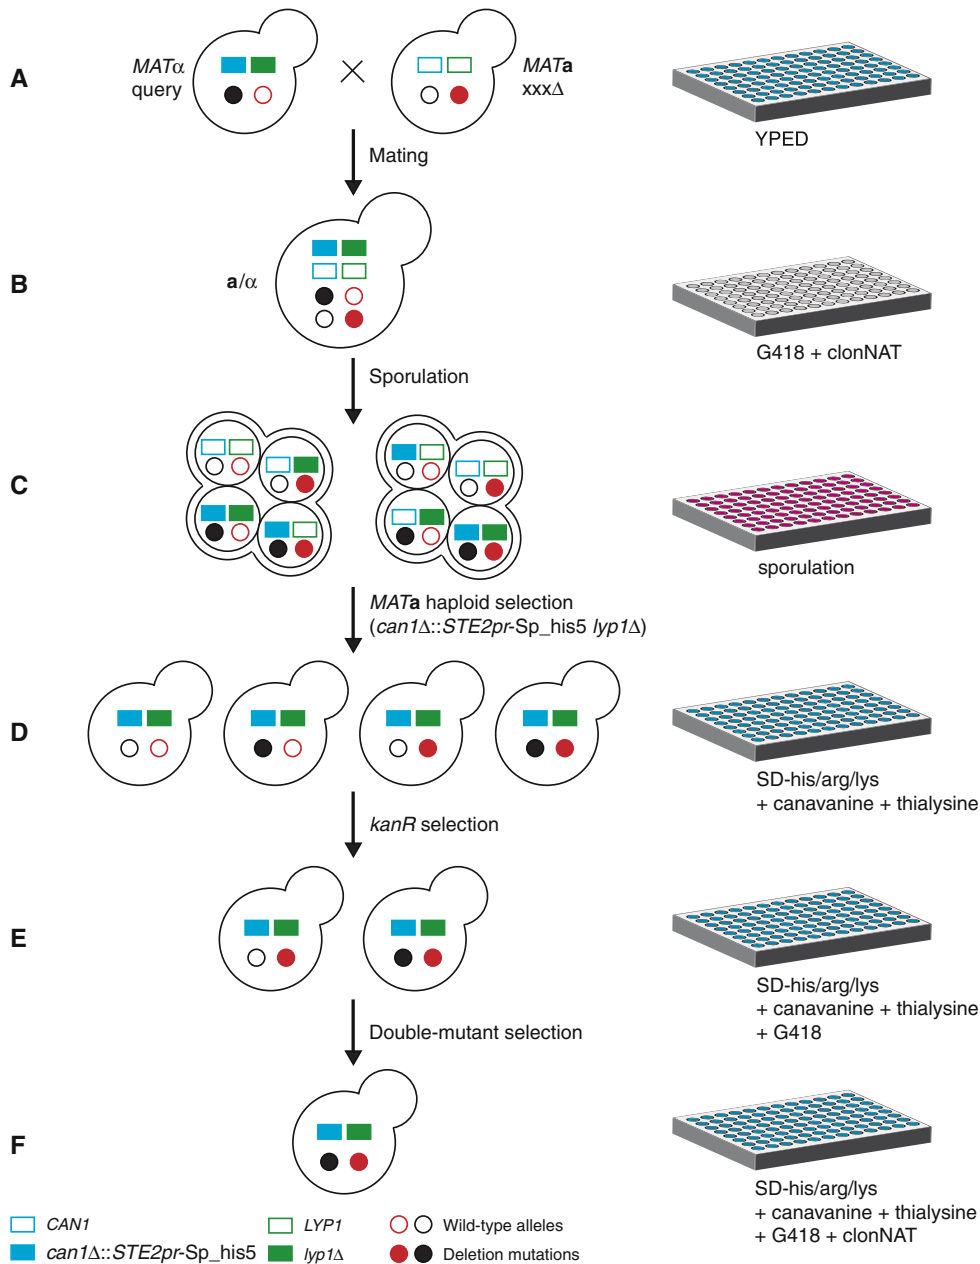 A
MATα
query
MATa
xxxΔ
YPED
Mating
B
a/α
G418 + clonNAT
Sporulation
C
sporulation
MATa haploid selection
(can1Δ::STE2pr-Sp_his5 lyp1Δ)
D
SD-his/arg/lys
+ canavanine + thialysine
kanR selection
E
SD-his/arg/lys
+ canavanine + thialysine
+ G418
Double-mutant selection
F
SD-his/arg/lys
+ canavanine + thialysine
+ G418 + clonNAT
CAN1
LYP1
Wild-type alleles
can1Δ::STE2pr-Sp_his5
lyp1Δ
Deletion mutations